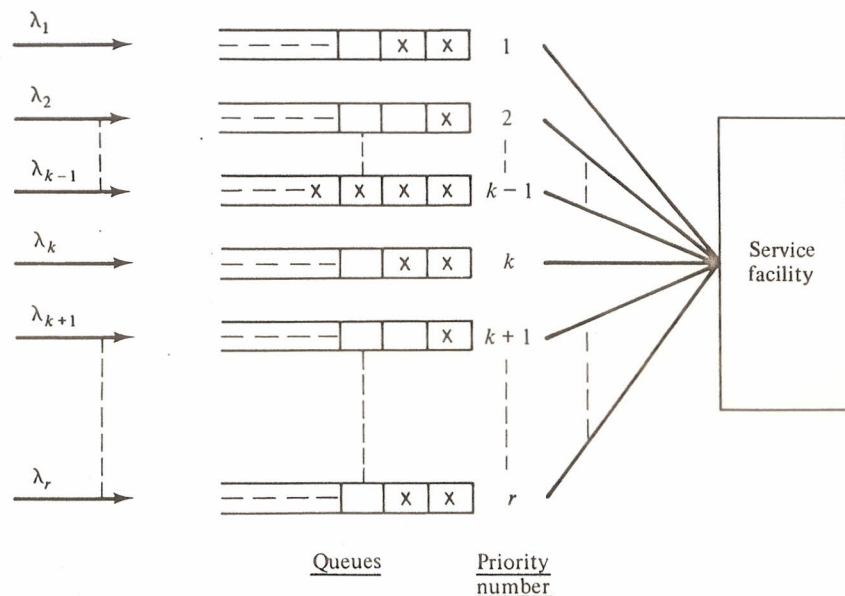 λ₁ X X 1
λ₂ X 2
λₖ₋₁ X X X X k − 1
λₖ X X k
λₖ₊₁ X k + 1
λᵣ X X r
Service
facility
Queues Priority
number